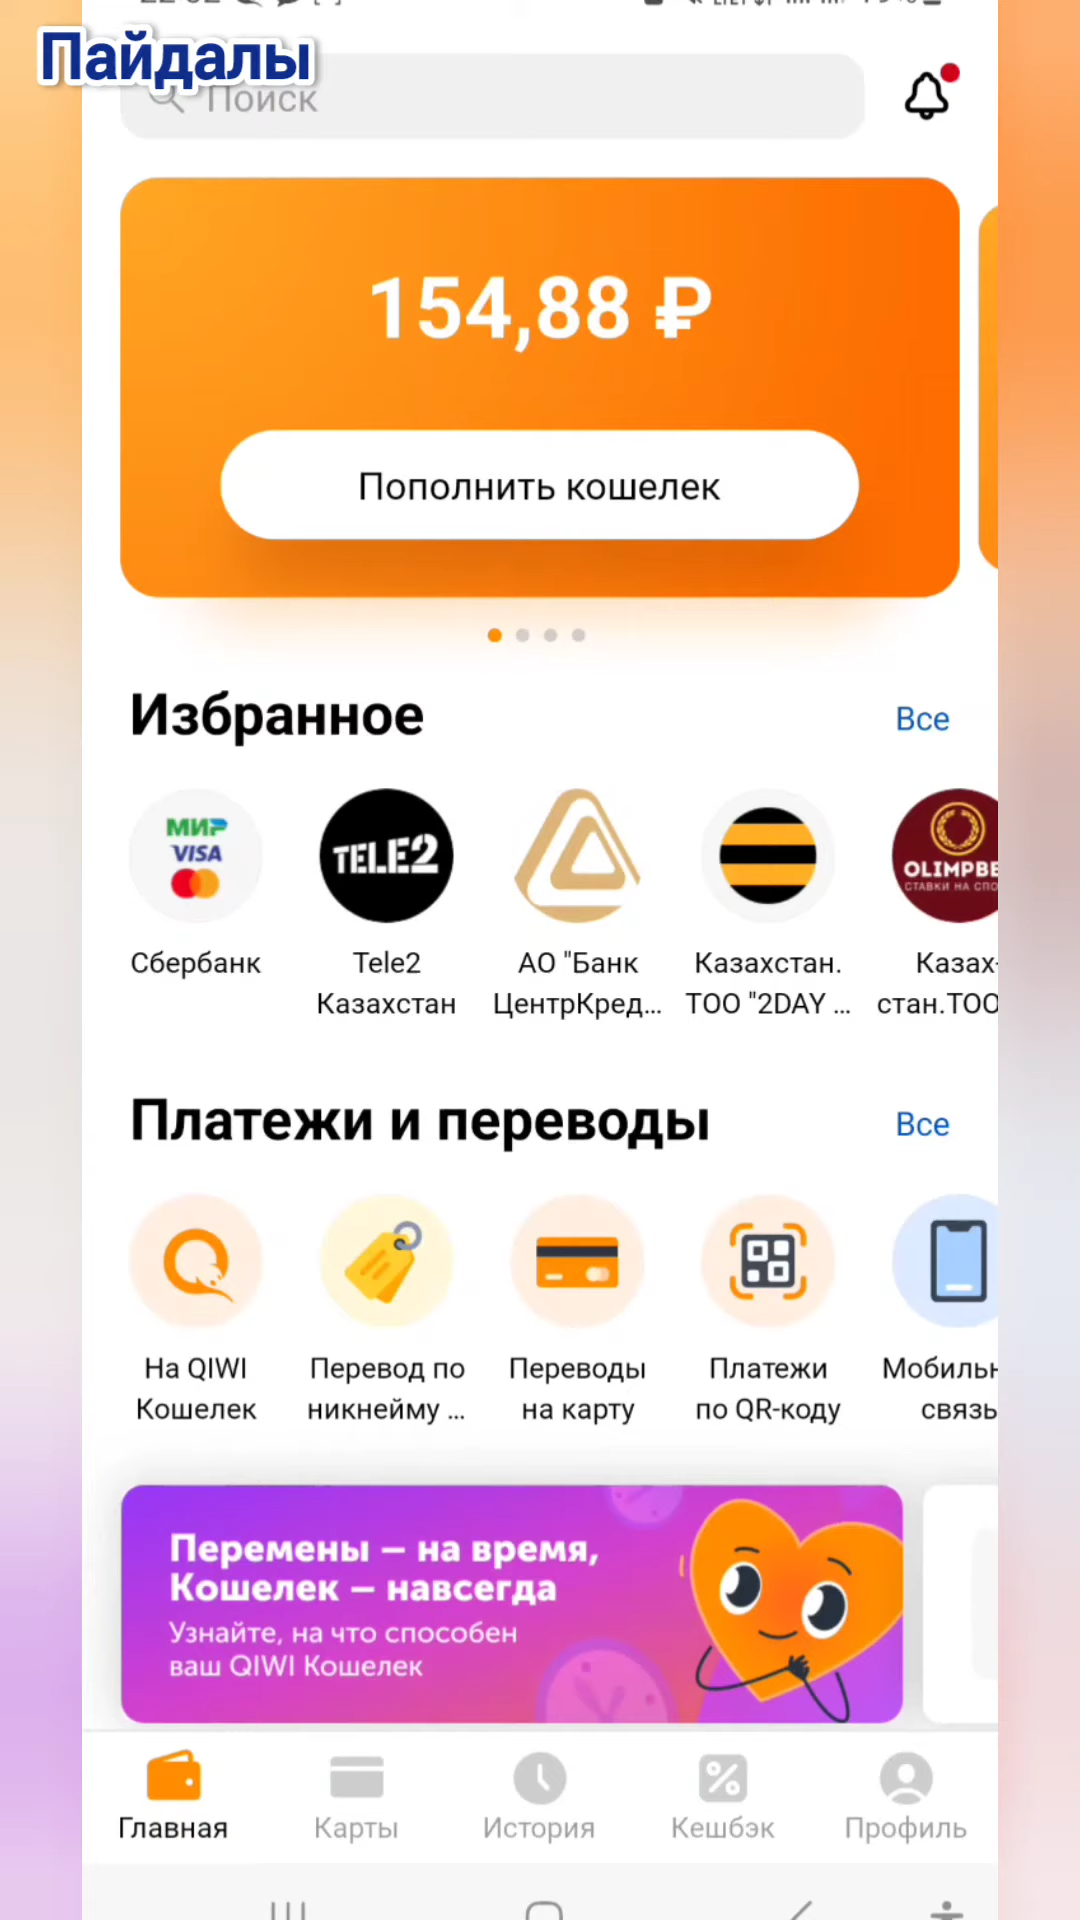 Пайдалы
Поиск
154,88 ₽
Пополнить кошелек
Избранное
Все
МИР
VISA
TELE2
OLIMPBE
СТАВКИ НА СПО
Сбербанк
Tele2
Казахстан
АО "Банк
ЦентрКред...
Казахстан.
ТОО "2DAY ...
Казах-
стан.ТОО
Платежи и переводы
Все
На QIWI
Кошелек
Перевод по
никнейму ...
Переводы
на карту
Платежи
по QR-коду
Мобильн
связь
Перемены – на время,
Кошелек – навсегда
Узнайте, на что способен
ваш QIWI Кошелек
Главная
Карты
История
Кешбэк
Профиль